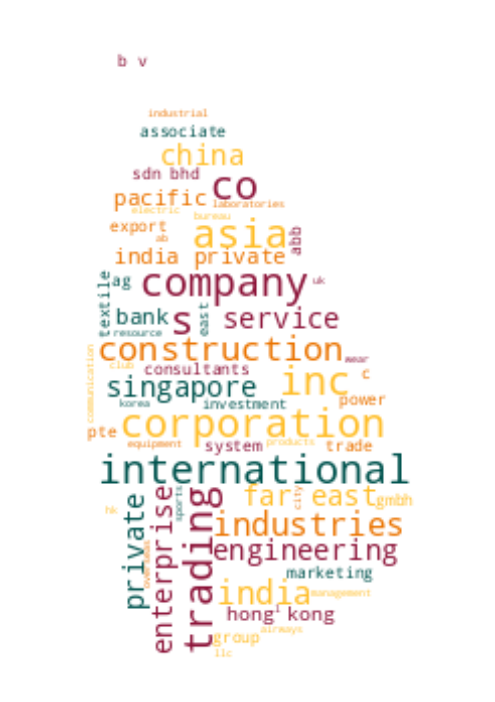 b v
industrial
associate
china
sdn bhd
pacific co
electric laboratories
bureau
export
ab asia abb
india private
company uk
textile ag
bank s east service
resource
construction
communication wear
club consultants c
singapore inc
korea investment power
corporation
pte
equipment system products trade
international
private enterprise sports trading far east city gmbh
hk
industries
engineering
overseas
marketing
india management
hong kong
airways
group
llc